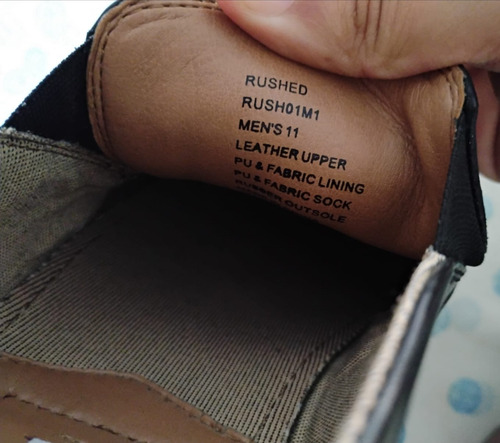 RUSHED
RUSH01M1
MEN'S 11
LEATHER UPPER
PU & FABRIC LINING
PU & FABRIC SOCK
RUBBER OUTSOLE